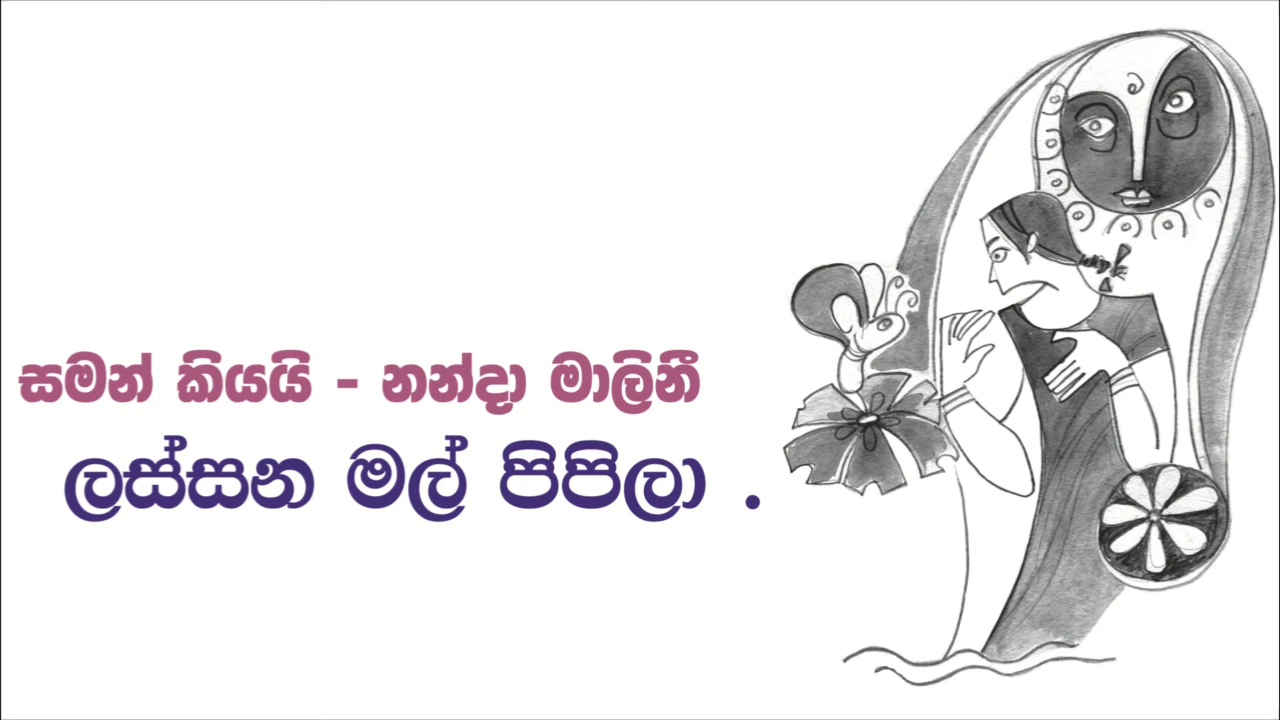 සමන් කියයි - නන්දා මාලිනී
ලස්සන මල් පිපිලා .